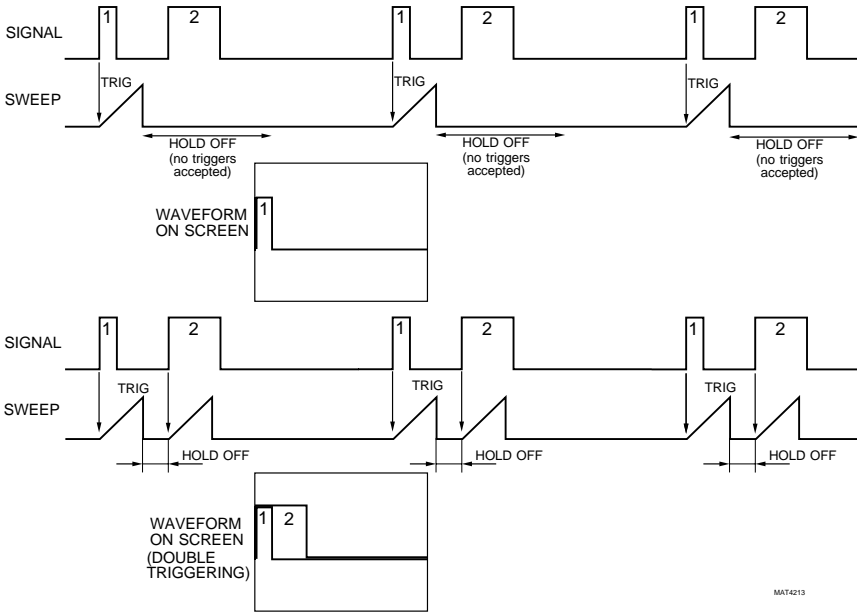 1 2 1 2 1 2
SIGNAL
TRIG TRIG TRIG
SWEEP
HOLD OFF
(no triggers
accepted)
HOLD OFF
(no triggers
accepted)
HOLD OFF
(no triggers
accepted)
WAVEFORM
ON SCREEN
1
1 2 1 2 1 2
SIGNAL
TRIG TRIG TRIG
SWEEP
HOLD OFF HOLD OFF HOLD OFF
WAVEFORM
ON SCREEN
(DOUBLE
TRIGGERING)
1 2
MAT4213